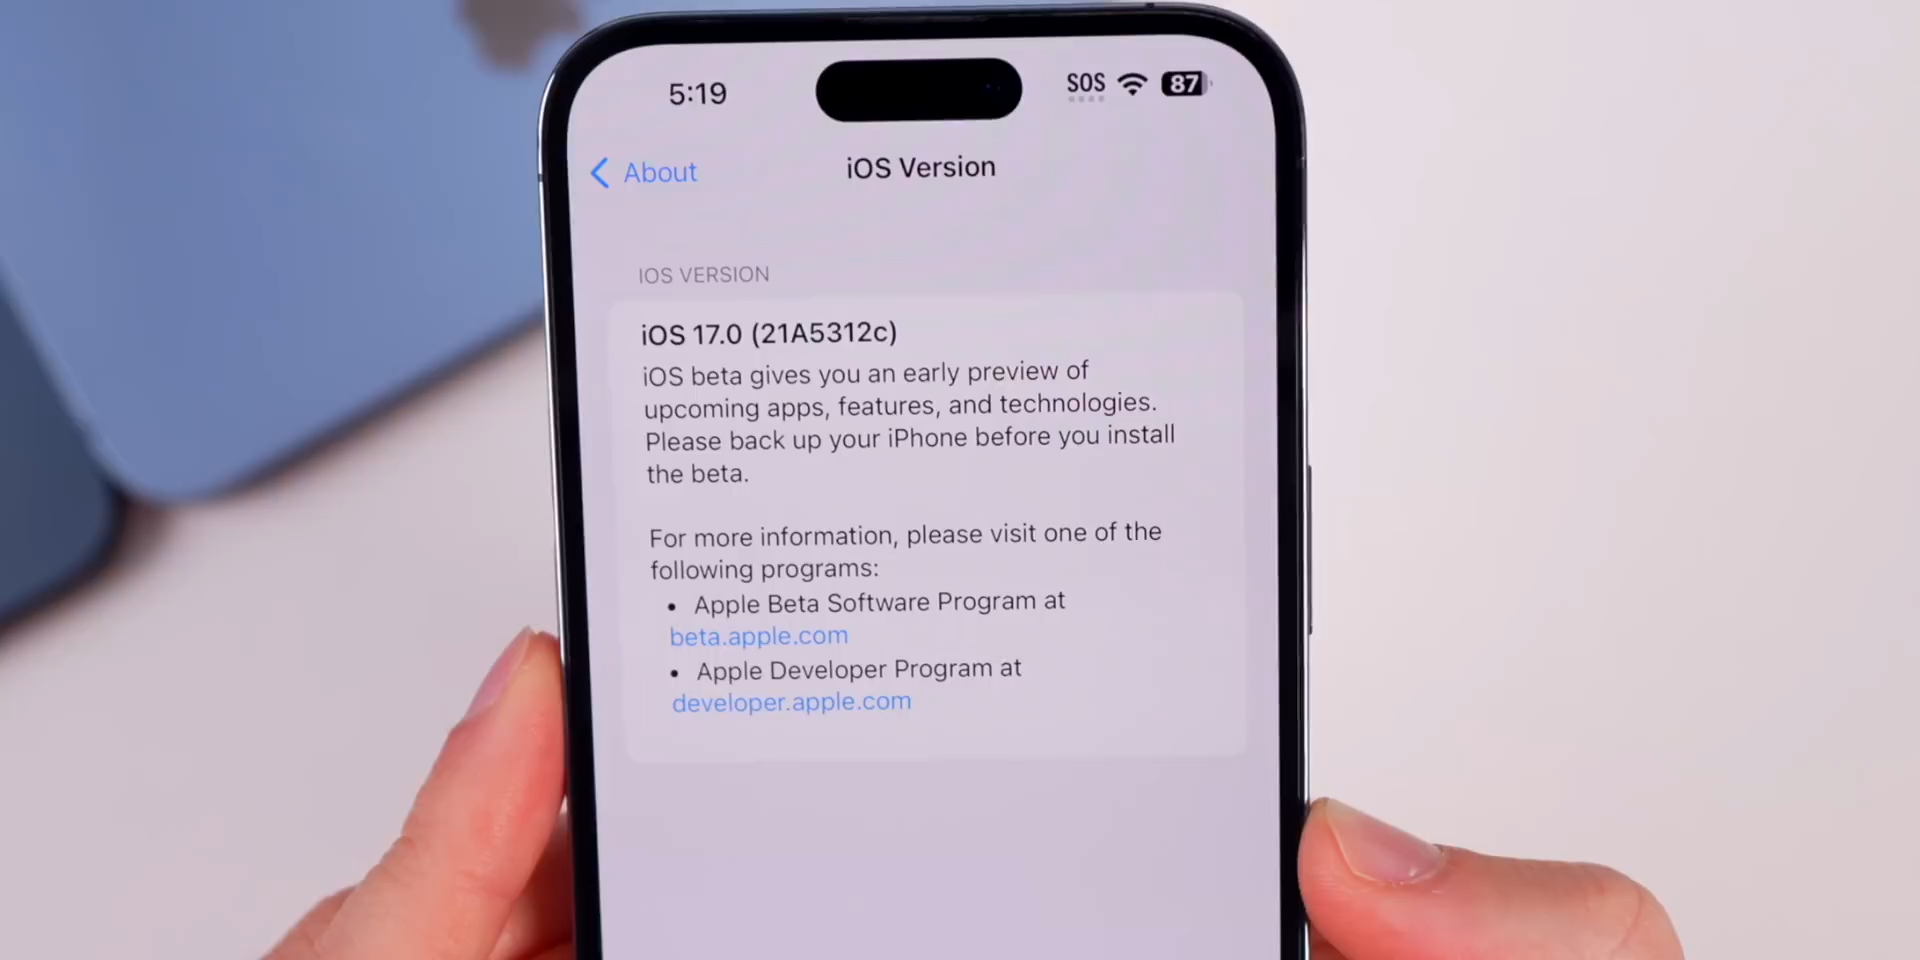 5:19
SOS 87
About
iOS Version
IOS VERSION
iOS 17.0 (21A5312c)
iOS beta gives you an early preview of
upcoming apps, features, and technologies.
Please back up your iPhone before you install
the beta.
For more information, please visit one of the
following programs:
• Apple Beta Software Program at
beta.apple.com
• Apple Developer Program at
developer.apple.com